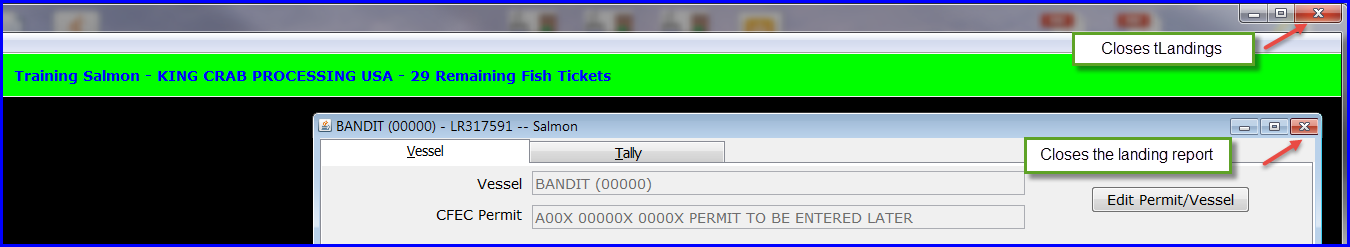 Closes tLandings
Training Salmon - KING CRAB PROCESSING USA - 29 Remaining Fish Tickets
BANDIT (00000) - LR317591 -- Salmon
Vessel
Tally
Closes the landing report
Vessel
BANDIT (00000)
Edit Permit/Vessel
CFEC Permit
A00X 00000X 0000X PERMIT TO BE ENTERED LATER